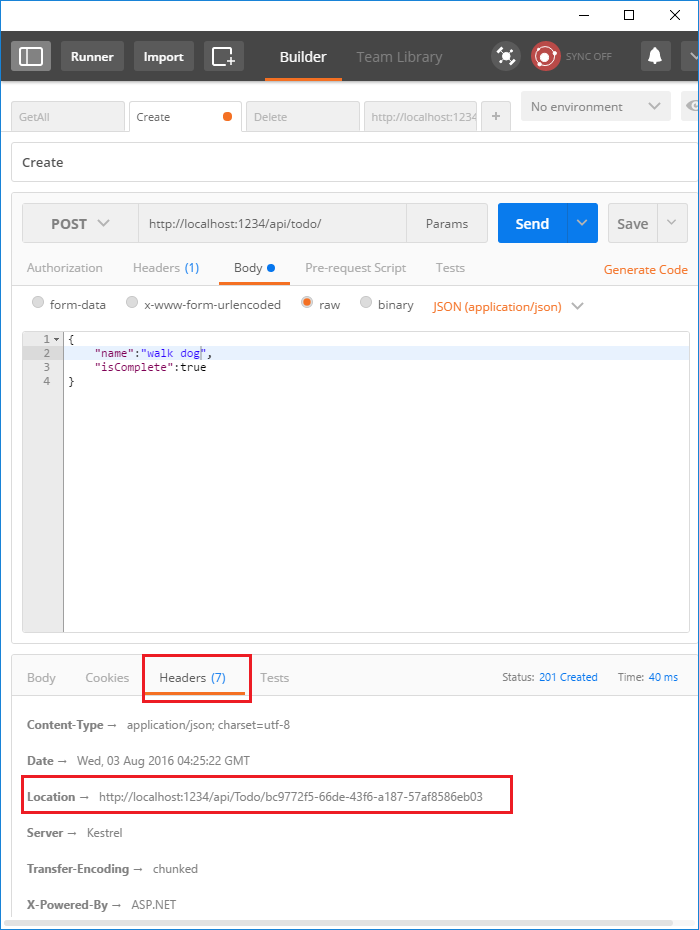 Runner Import Builder Team Library SYNC OFF
GetAll Create Delete http://localhost:1234 + No environment
Create
POST http://localhost:1234/api/todo/ Params Send Save
Authorization Headers (1) Body Pre-request Script Tests Generate Code
form-data x-www-form-urlencoded raw binary JSON (application/json)
1 {
2 "name":"walk dog",
3 "isComplete":true
4 }
Body Cookies Headers (7) Tests Status: 201 Created Time: 40 ms
Content-Type → application/json; charset=utf-8
Date → Wed, 03 Aug 2016 04:25:22 GMT
Location → http://localhost:1234/api/Todo/bc9772f5-66de-43f6-a187-57af8586eb03
Server → Kestrel
Transfer-Encoding → chunked
X-Powered-By → ASP.NET